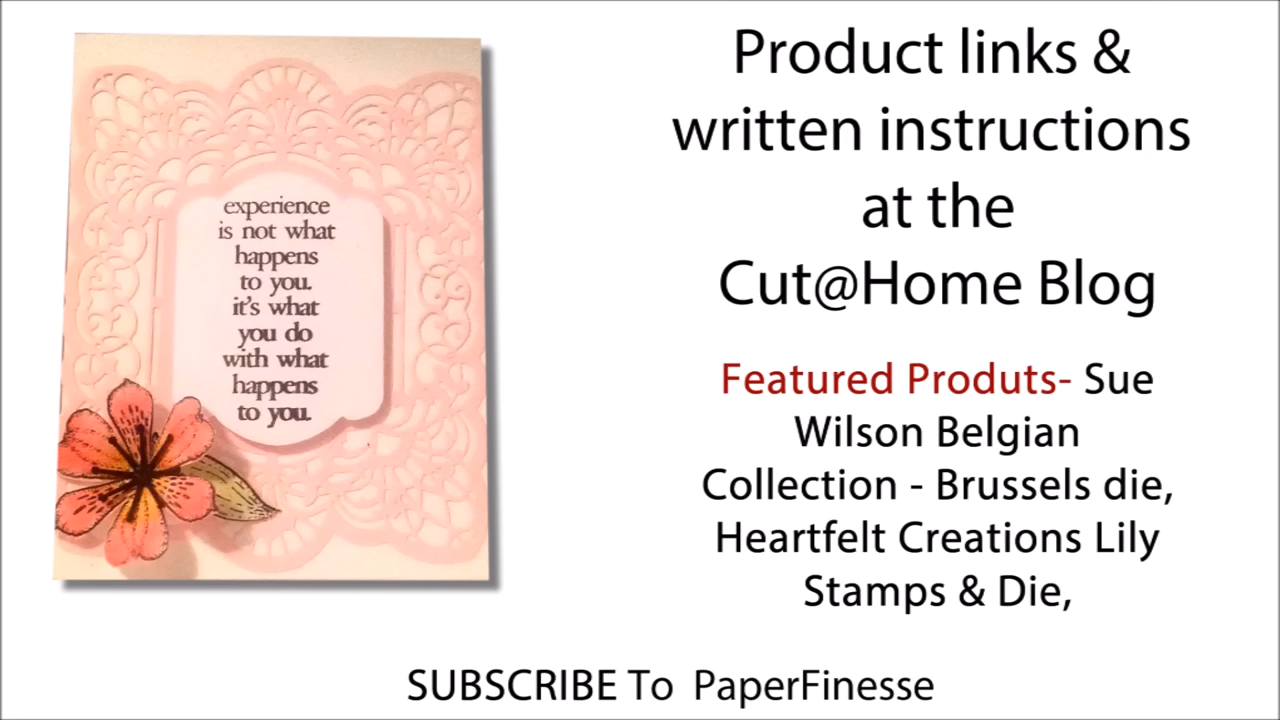 experience
is not what
happens
to you.
it's what
you do
with what
happens
to you.
Product links &
written instructions
at the
Cut@Home Blog
Featured Produts- Sue
Wilson Belgian
Collection - Brussels die,
Heartfelt Creations Lily
Stamps & Die,
SUBSCRIBE To PaperFinesse